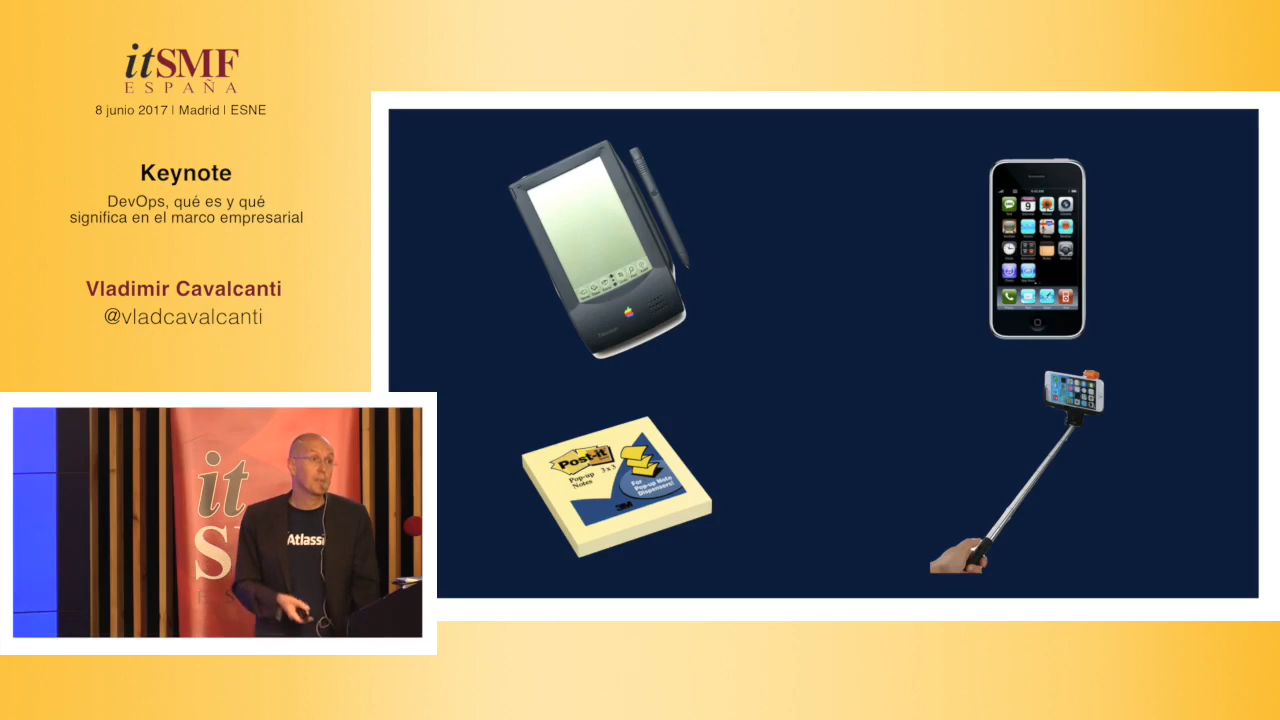 itSMF
ESPAÑA
8 junio 2017 | Madrid | ESNE
Keynote
DevOps, qué es y qué
significa en el marco empresarial
Vladimir Cavalcanti
@vladcavalcanti
Post-it
Pop-up
Notes
3x3
For
Pop-up Note
Dispensers!
3M
it
S
Atlassi